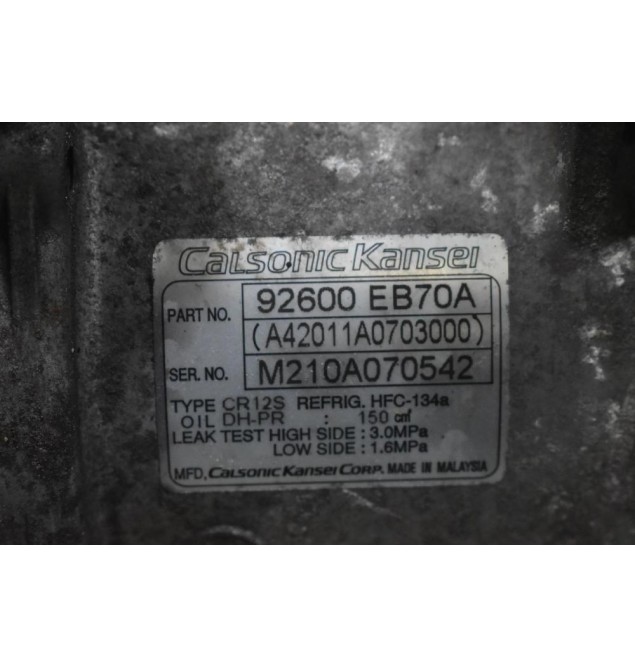 Calsonic Kansei
PART NO. 92600 EB70A
(A42011A0703000)
SER. NO. M210A070542
TYPE CR12S REFRIG. HFC-134a
OIL DH-PR : 150 ㎤
LEAK TEST HIGH SIDE : 3.0MPa
LOW SIDE : 1.6MPa
MFD, CALSONIC KANSEI CORP. MADE IN MALAYSIA